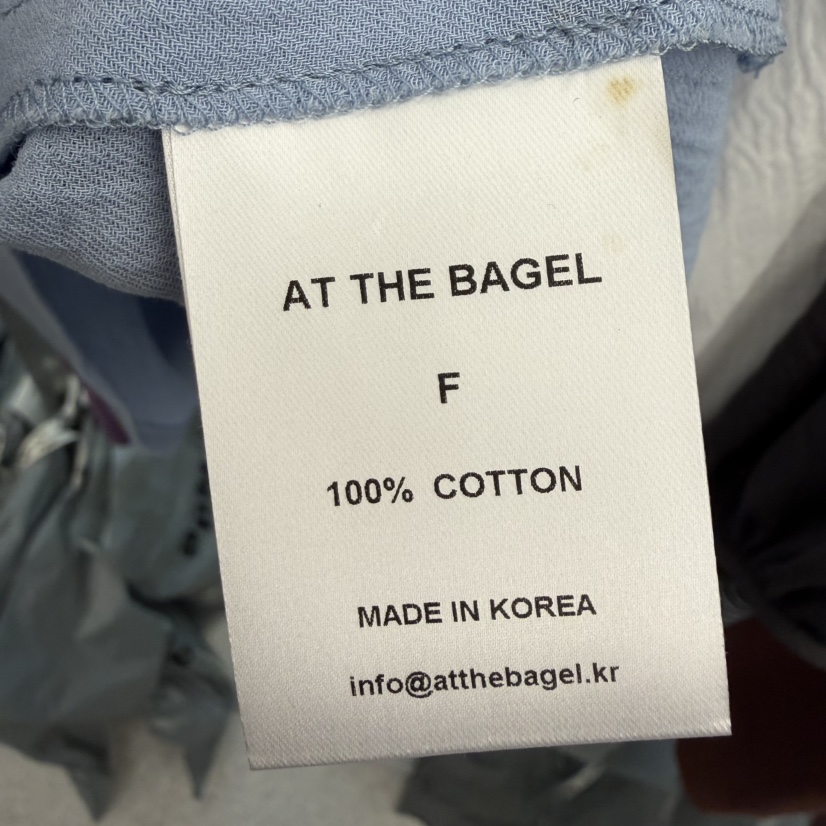 AT THE BAGEL
F
100% COTTON
MADE IN KOREA
info@atthebagel.kr